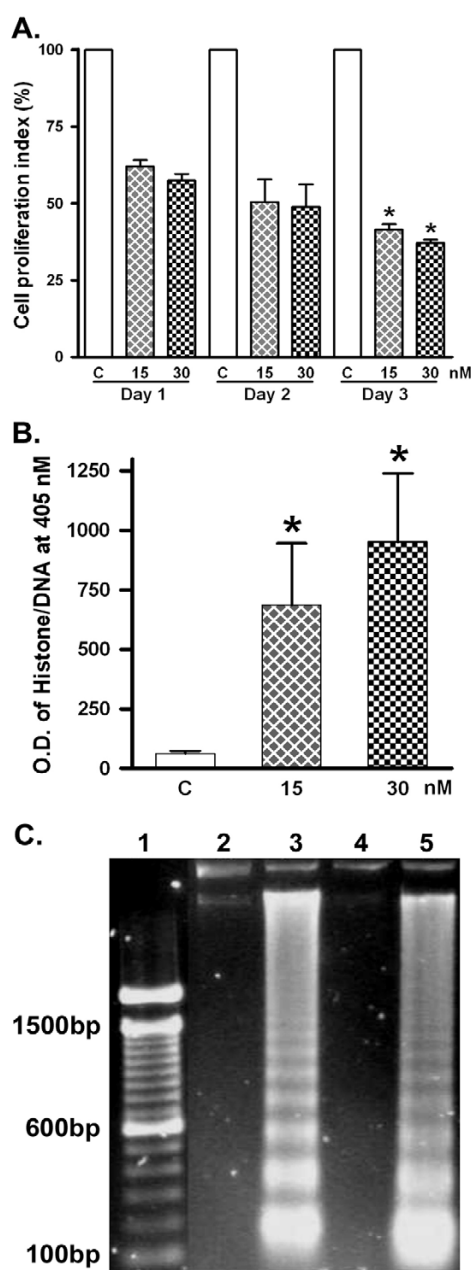 A.
Cell proliferation index (%)
100
75
50
25
0
* *
C 15 30 C 15 30 C 15 30 nM
Day 1 Day 2 Day 3
B.
O.D. of Histone/DNA at 405 nM
1250
1000
750
500
250
0
* *
C 15 30 nM
C.
1 2 3 4 5
1500bp
600bp
100bp